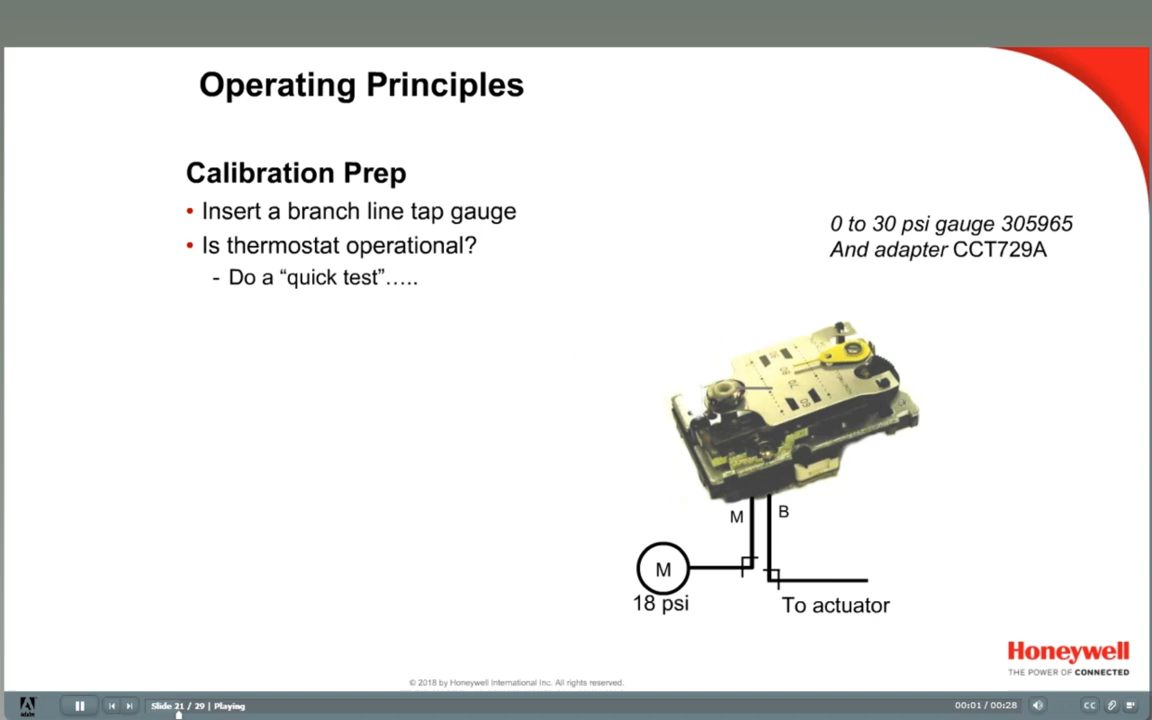 Operating Principles
Calibration Prep
• Insert a branch line tap gauge
• Is thermostat operational?
- Do a “quick test”…..
0 to 30 psi gauge 305965
And adapter CCT729A
M
B
M
18 psi
To actuator
Honeywell
THE POWER OF CONNECTED
© 2018 by Honeywell International Inc. All rights reserved.
Slide 21 / 29 | Playing
00:01 / 00:28
CC